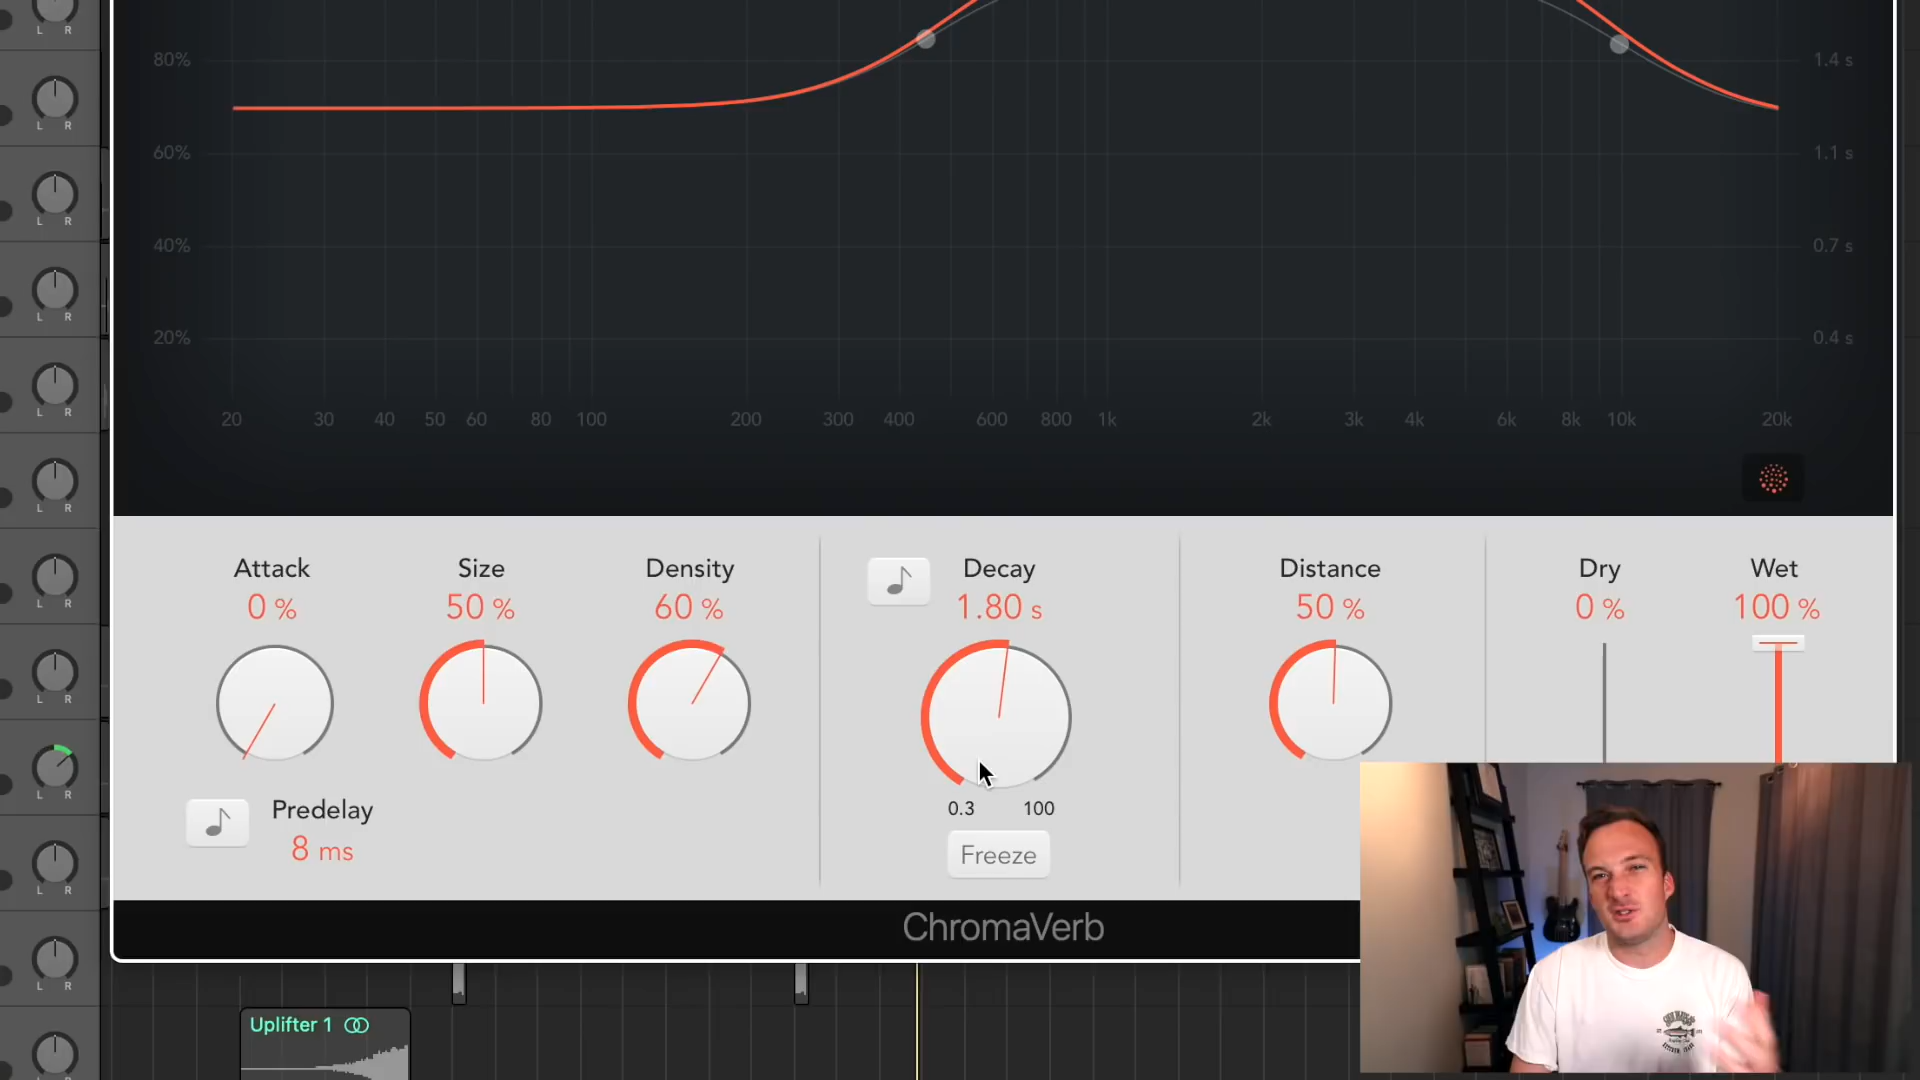 80%
1.4 s
60%
1.1 s
40%
0.7 s
20%
0.4 s
20 30 40 50 60 80 100 200 300 400 600 800 1k 2k 3k 4k 6k 8k 10k 20k
Attack Size Density Decay Distance Dry Wet
0 % 50 % 60 % 1.80 s 50 % 0 % 100 %
Predelay
8 ms
0.3 100
Freeze
ChromaVerb
Uplifter 1
L R
L R
L R
L R
L R
L R
L R
L R
L R
L R
L R